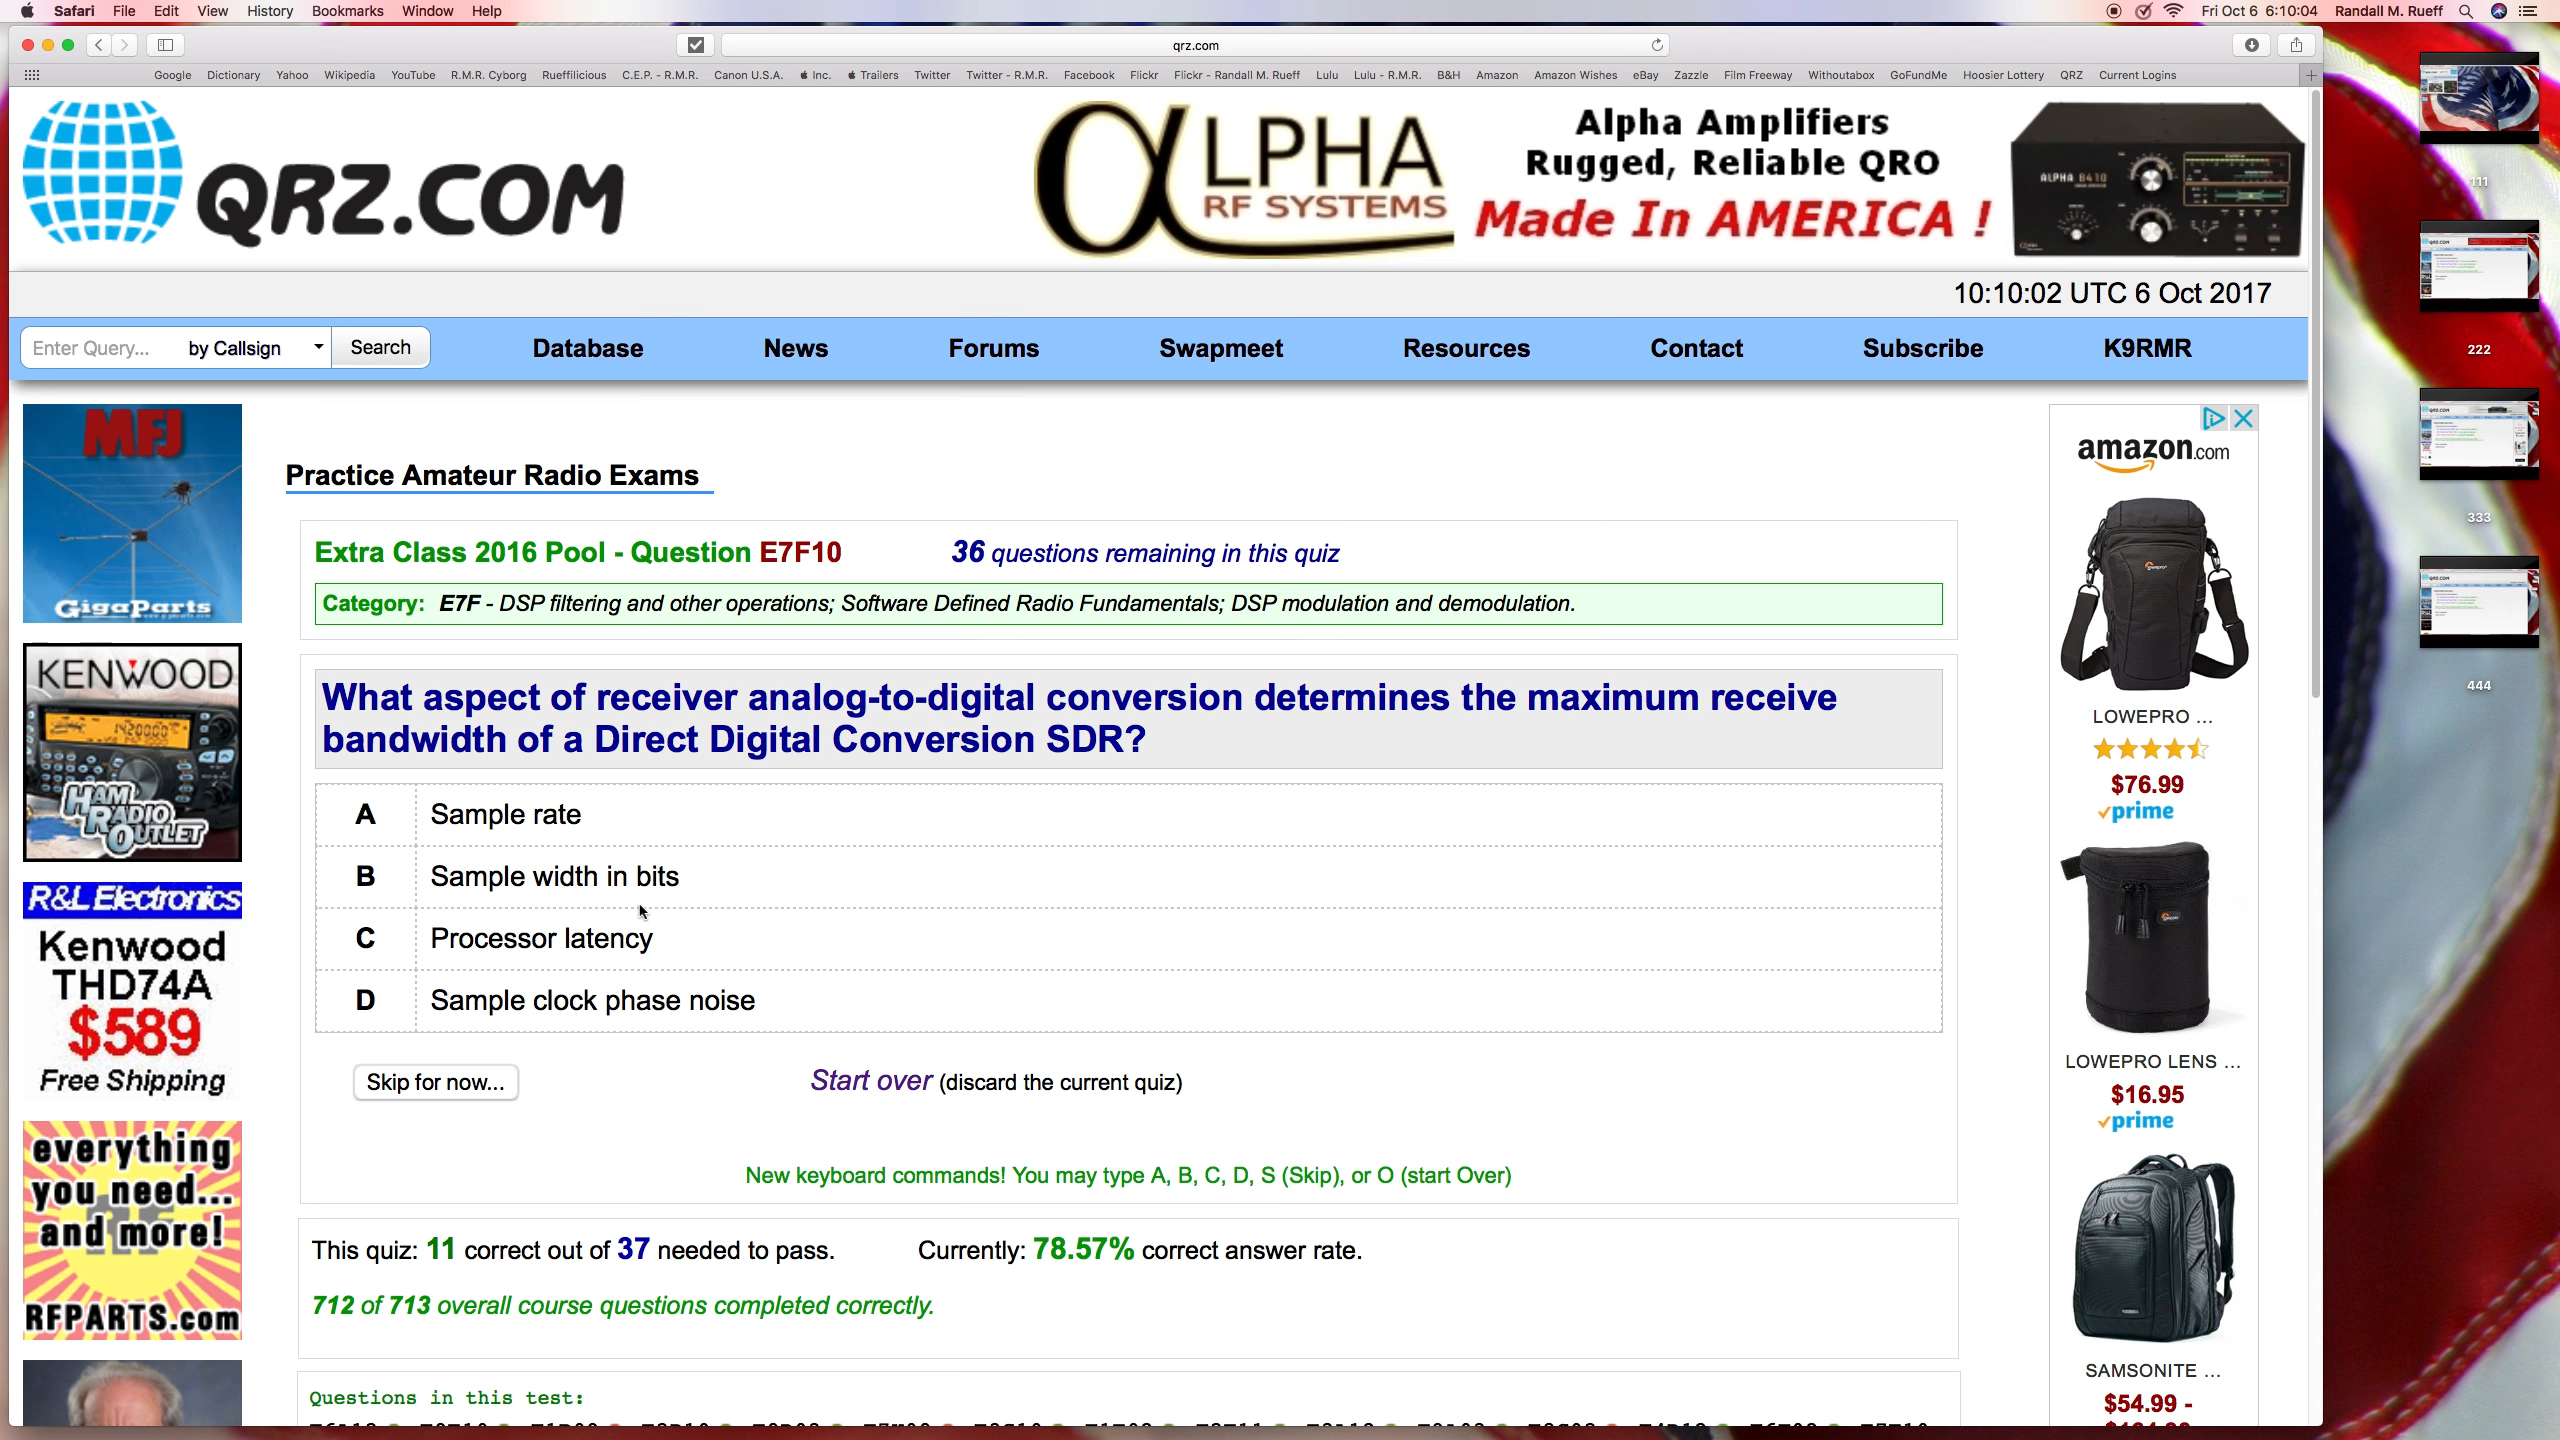 Safari File Edit View History Bookmarks Window Help
Fri Oct 6 6:10:04 Randall M. Rueff
qrz.com
Google Dictionary Yahoo Wikipedia YouTube R.M.R. Cyborg Rueffilicious C.E.P. - R.M.R. Canon U.S.A. Inc. Trailers Twitter Twitter - R.M.R. Facebook Flickr Flickr - Randall M. Rueff Lulu Lulu - R.M.R. B&H Amazon Amazon Wishes eBay Zazzle Film Freeway Withoutabox GoFundMe Hoosier Lottery QRZ Current Logins
QRZ.COM
αLPHA
RF SYSTEMS
Alpha Amplifiers
Rugged, Reliable QRO
Made In AMERICA !
ALPHA 8410
10:10:02 UTC 6 Oct 2017
Enter Query... by Callsign Search
Database News Forums Swapmeet Resources Contact Subscribe K9RMR
MFJ
GigaParts
KENWOOD
HAM RADIO OUTLET
R&L Electronics
Kenwood
THD74A
$589
Free Shipping
everything
you need...
and more!
RFPARTS.com
Practice Amateur Radio Exams
Extra Class 2016 Pool - Question E7F10 36 questions remaining in this quiz
Category: E7F - DSP filtering and other operations; Software Defined Radio Fundamentals; DSP modulation and demodulation.
What aspect of receiver analog-to-digital conversion determines the maximum receive
bandwidth of a Direct Digital Conversion SDR?
A Sample rate
B Sample width in bits
C Processor latency
D Sample clock phase noise
Skip for now... Start over (discard the current quiz)
New keyboard commands! You may type A, B, C, D, S (Skip), or O (start Over)
This quiz: 11 correct out of 37 needed to pass. Currently: 78.57% correct answer rate.
712 of 713 overall course questions completed correctly.
Questions in this test:
amazon.com
LOWEPRO ...
$76.99
prime
LOWEPRO LENS ...
$16.95
prime
SAMSONITE ...
$54.99 -
111
222
333
444